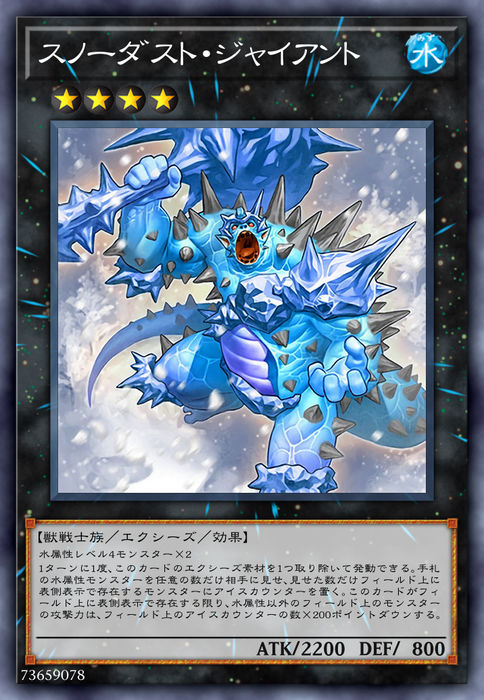 スノーダスト・ジャイアント
みず
水
【獣戦士族／エクシーズ／効果】
水属性レベル4モンスター×2
1ターンに1度、このカードのエクシーズ素材を1つ取り除いて発動できる。手札
の水属性モンスターを任意の数だけ相手に見せ、見せた数だけフィールド上に
表側表示で存在するモンスターにアイスカウンターを置く。このカードがフィ
ールド上に表側表示で存在する限り、水属性以外のフィールド上のモンスター
の攻撃力は、フィールド上のアイスカウンターの数×200ポイントダウンする。
ATK/2200 DEF/ 800
73659078